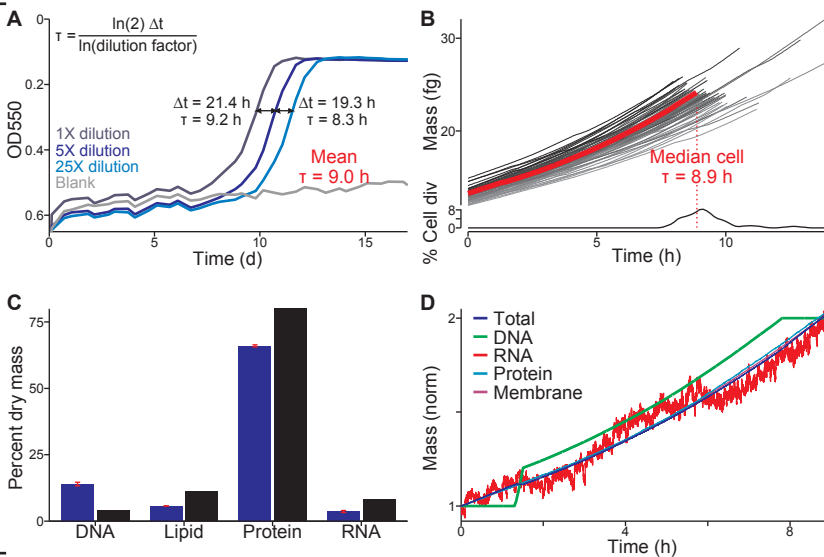 A
τ = ln(2) Δt
ln(dilution factor)
0
0.2
0.4
0.6
OD550
Δt = 21.4 h
τ = 9.2 h
Δt = 19.3 h
τ = 8.3 h
1X dilution
5X dilution
25X dilution
Blank
Mean
τ = 9.0 h
0
5
10
15
Time (d)
B
30
20
Mass (fg)
Median cell
τ = 8.9 h
% Cell div
8
0
0
5
10
Time (h)
C
75
50
25
0
Percent dry mass
DNA
Lipid
Protein
RNA
D
2
1
Mass (norm)
Total
DNA
RNA
Protein
Membrane
0
4
8
Time (h)